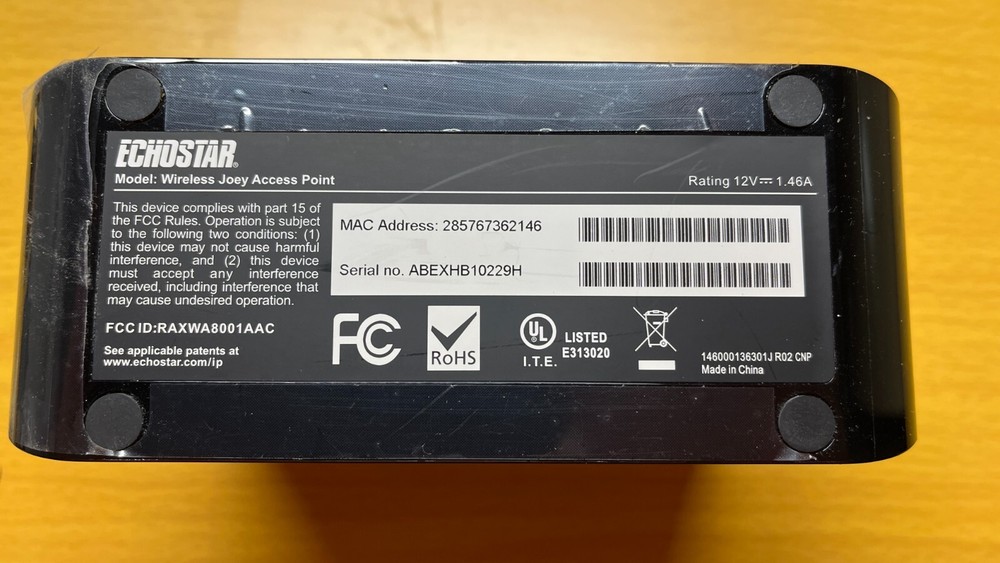 ECHOSTAR®
Model: Wireless Joey Access Point
Rating 12V⎓ 1.46A
This device complies with part 15 of
the FCC Rules. Operation is subject
to the following two conditions: (1)
this device may not cause harmful
interference, and (2) this device
must accept any interference
received, including interference that
may cause undesired operation.
MAC Address: 285767362146
Serial no. ABEXHB10229H
FCC ID:RAXWA8001AAC
See applicable patents at
www.echostar.com/ip
FC
RoHS
UL
I.T.E.
LISTED
E313020
146000136301J R02 CNP
Made in China